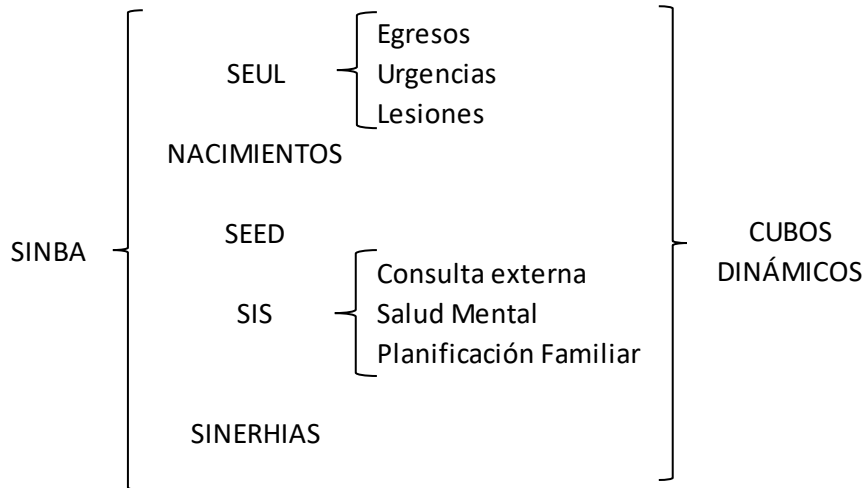 SINBA
SEUL
Egresos
Urgencias
Lesiones
NACIMIENTOS
SEED
SIS
Consulta externa
Salud Mental
Planificación Familiar
SINERHIAS
CUBOS
DINÁMICOS